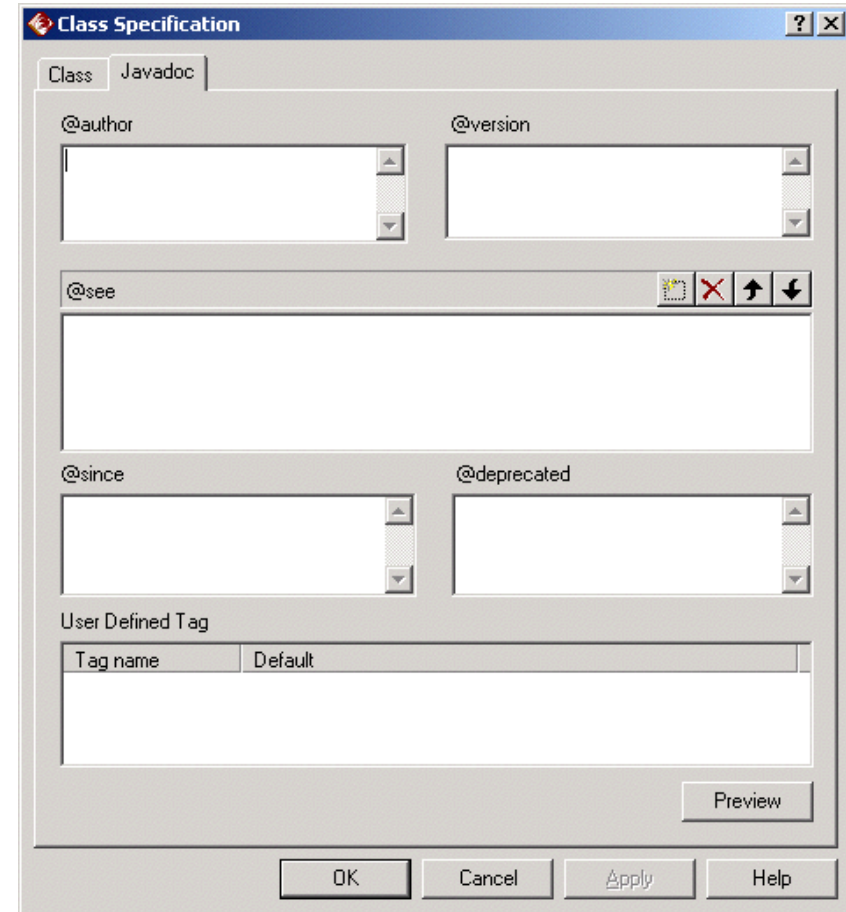 Class Specification
Class Javadoc
@author @version
@see
@since @deprecated
User Defined Tag
Tag name Default
Preview
OK Cancel Apply Help